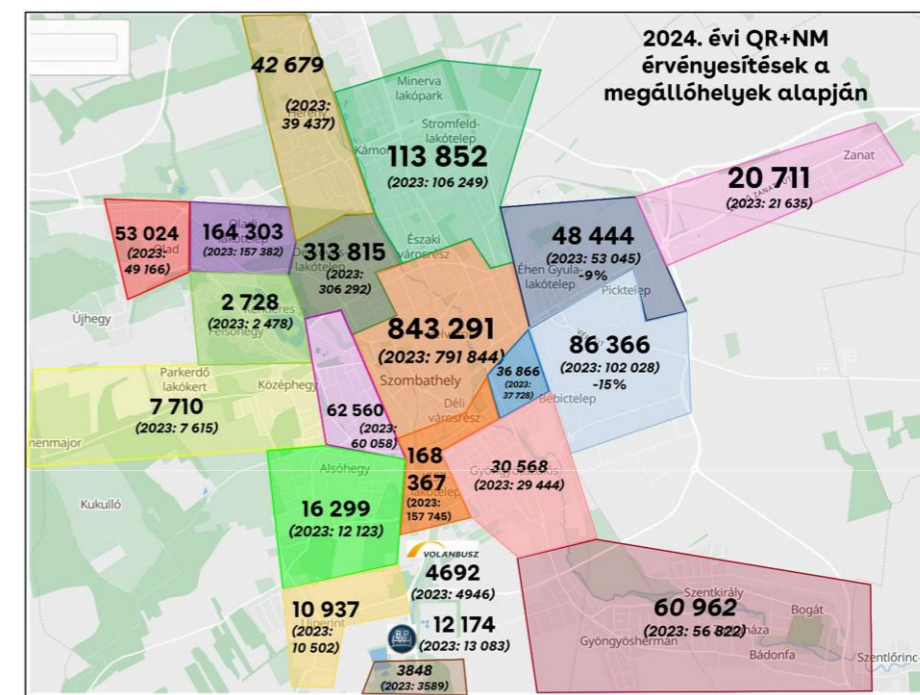 2024. évi QR+NM
érvényesítések a
megállóhelyek alapján
42 679
(2023:
39 437)
Minerva
lakópark
Stromfeld-
lakótelep
113 852
(2023: 106 249)
Zanat
20 711
(2023: 21 635)
53 024
(2023:
49 166)
164 303
(2023: 157 382)
313 815
lakótelep
(2023:
306 292)
Északi
városrész
48 444
(2023: 53 045)
-9%
Éhen Gyula-
lakótelep
Picktelep
Újhegy
2 728
(2023: 2 478)
843 291
(2023: 791 844)
Szombathely
86 366
(2023: 102 028)
-15%
36 866
(2023:
37 728)
Déli
városrész
Parkerdő
lakókert
Középhegy
7 710
(2023: 7 615)
nenmajor
62 560
(2023:
60 058)
Alsóhegy
168
367
(2023:
157 745)
30 568
(2023: 29 444)
Kukulló
16 299
(2023: 12 123)
VOLÁNBUSZ
4692
(2023: 4946)
12 174
(2023: 13 083)
10 937
(2023:
10 502)
3848
(2023: 3589)
Szentkirály
60 962
(2023: 56 822)
Bogát
Gyöngyöshermán
Bádonfa
Szentlőrinc